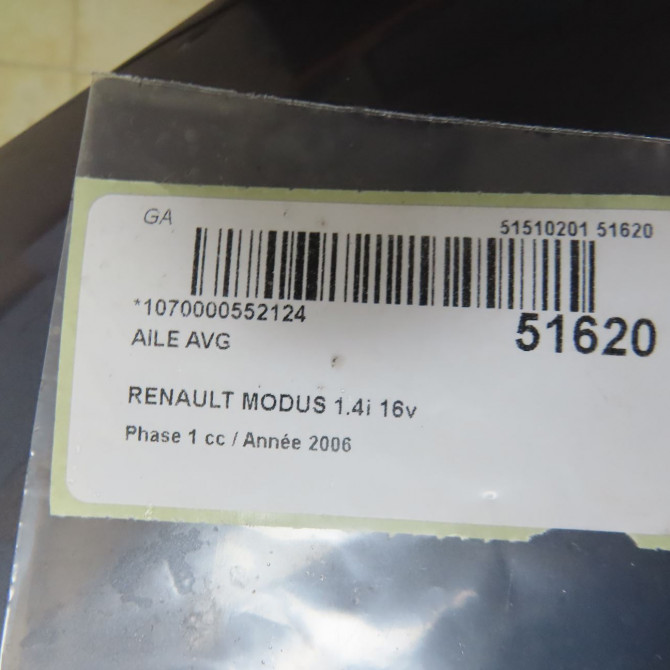 GA
51510201 51620
*1070000552124
51620
AILE AVG
RENAULT MODUS 1.4i 16v
Phase 1 cc / Année 2006